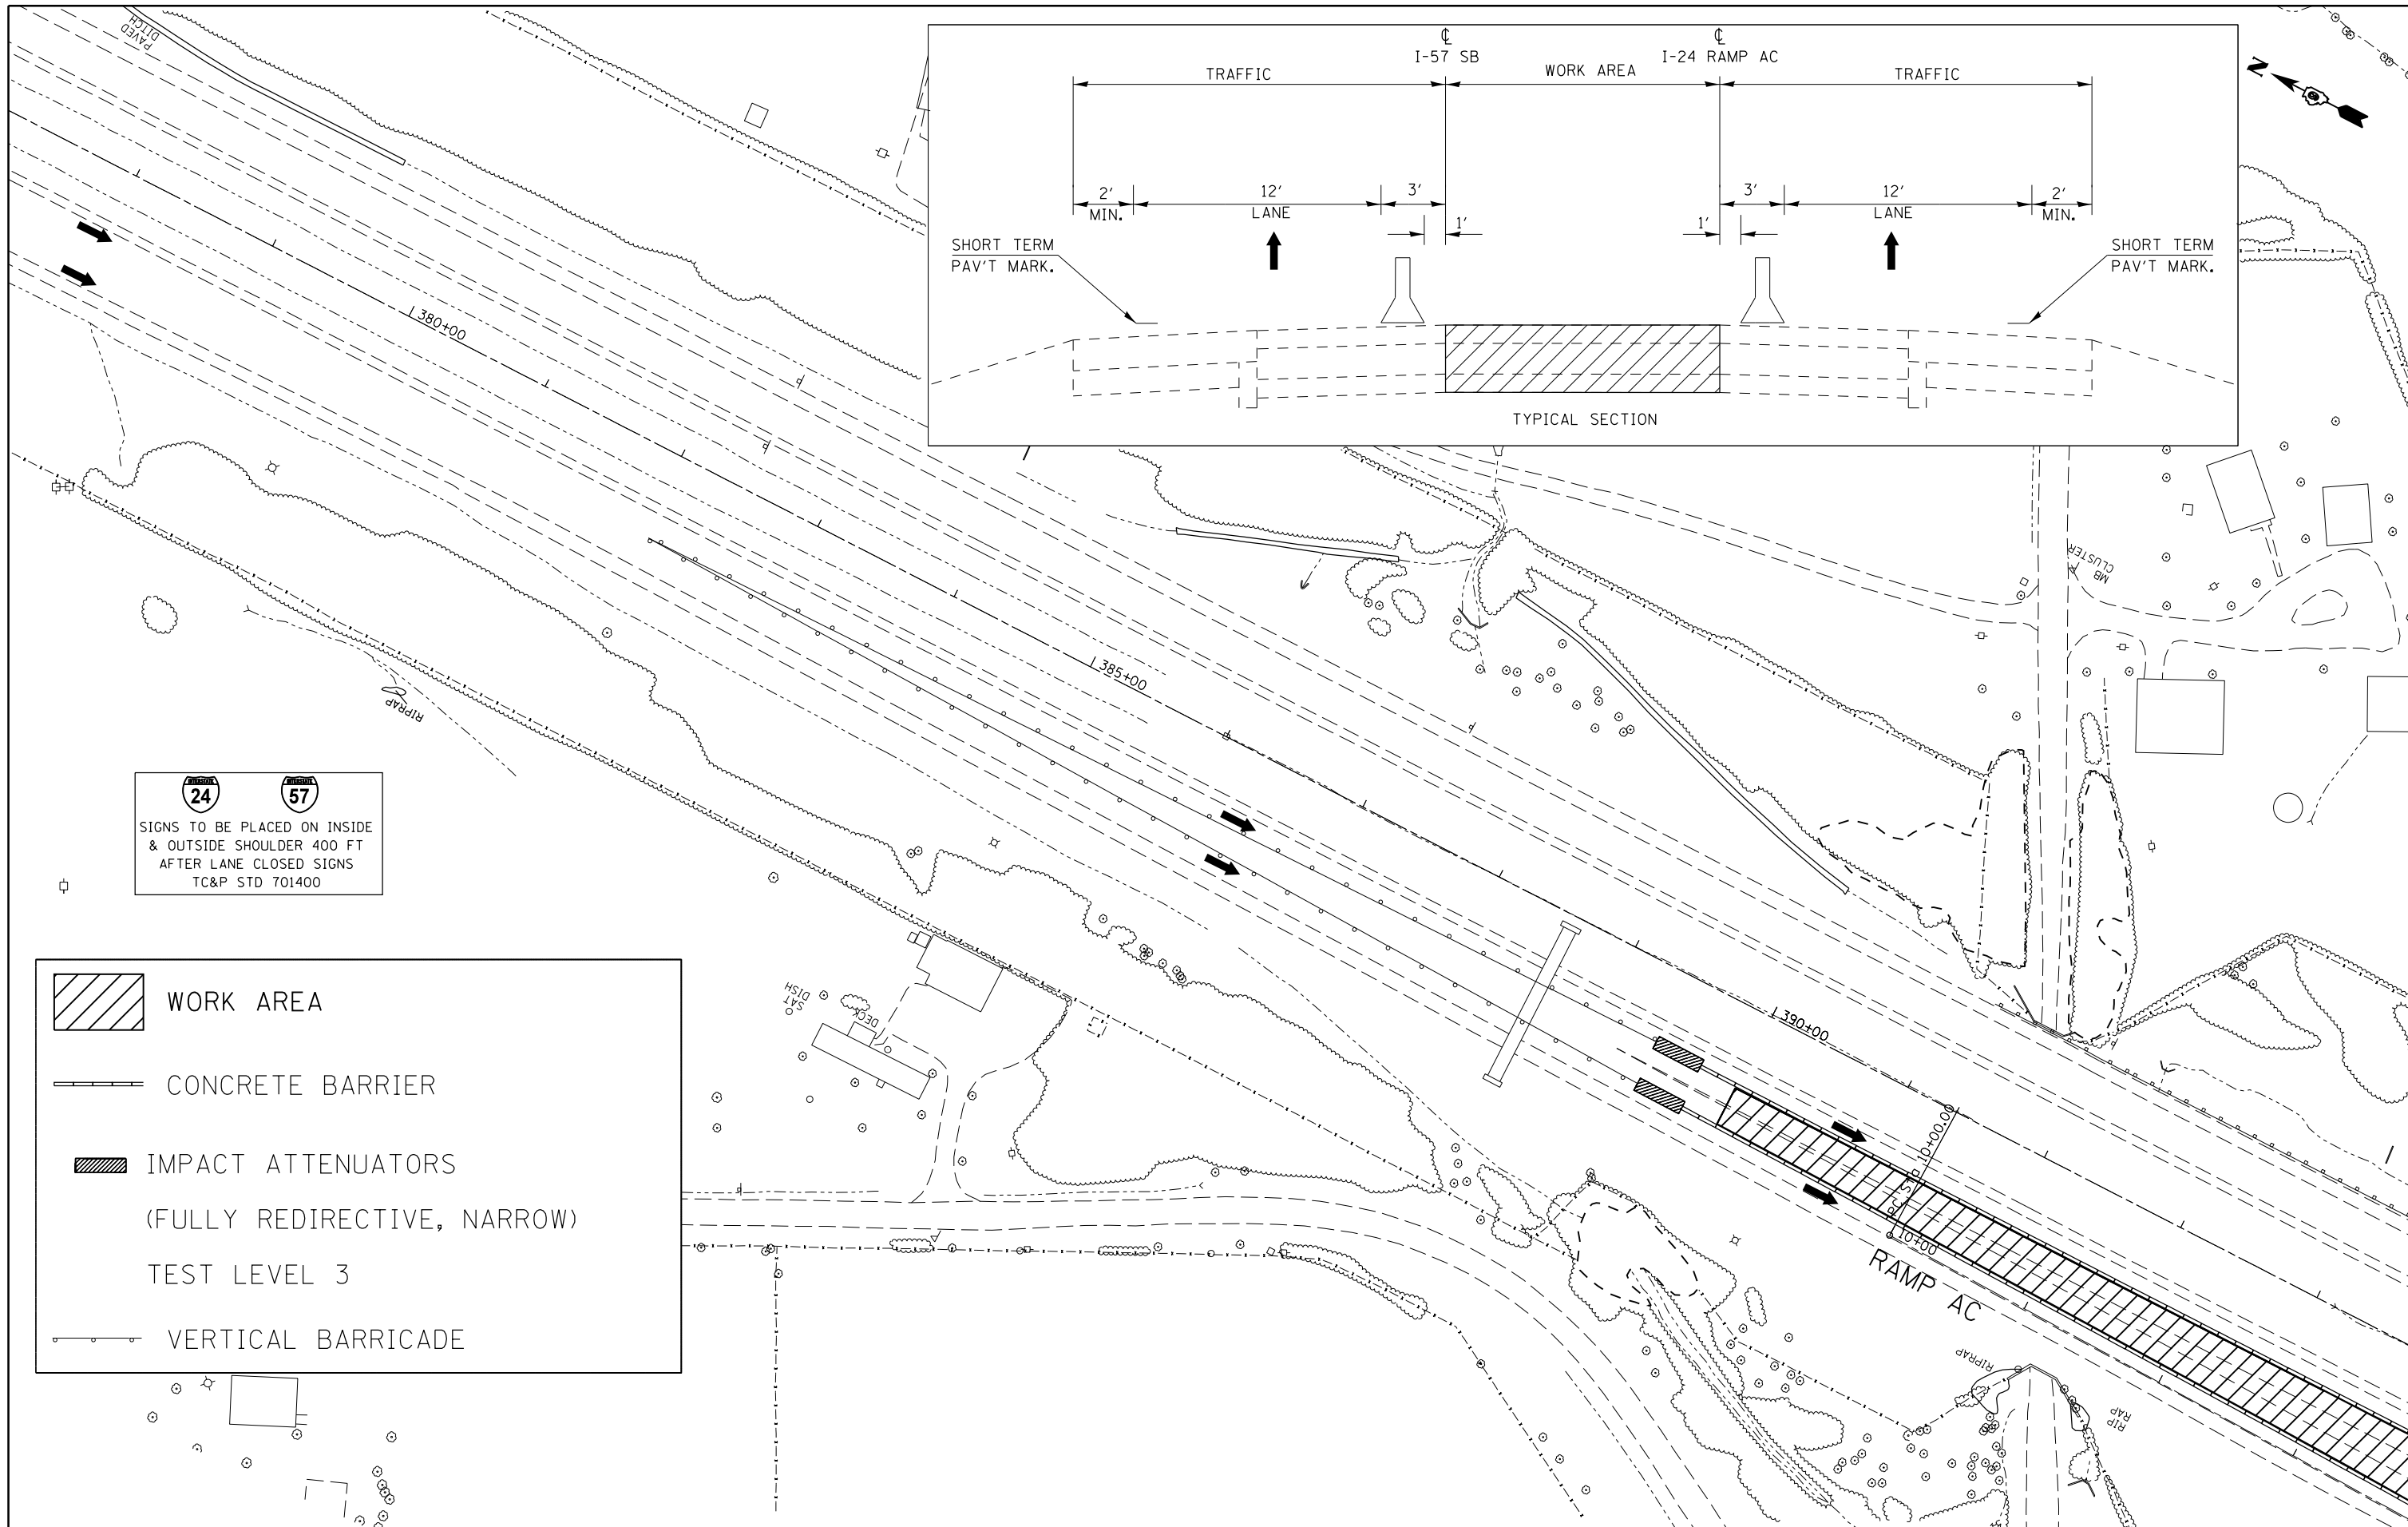 PAVED
DITCH
℄
I-57 SB
℄
I-24 RAMP AC
TRAFFIC
WORK AREA
TRAFFIC
N
2'
MIN.
12'
LANE
3'
1'
3'
1'
12'
LANE
2'
MIN.
SHORT TERM
PAV'T MARK.
SHORT TERM
PAV'T MARK.
TYPICAL SECTION
380+00
385+00
390+00
MB
CLUSTER
RIPRAP
INTERSTATE
24
INTERSTATE
57
SIGNS TO BE PLACED ON INSIDE
& OUTSIDE SHOULDER 400 FT
AFTER LANE CLOSED SIGNS
TC&P STD 701400
WORK AREA
CONCRETE BARRIER
IMPACT ATTENUATORS
(FULLY REDIRECTIVE, NARROW)
TEST LEVEL 3
VERTICAL BARRICADE
SAT
DISH
DECK
PC STA 10+00.00
10+00
RAMP AC
RIPRAP
RIP
RAP